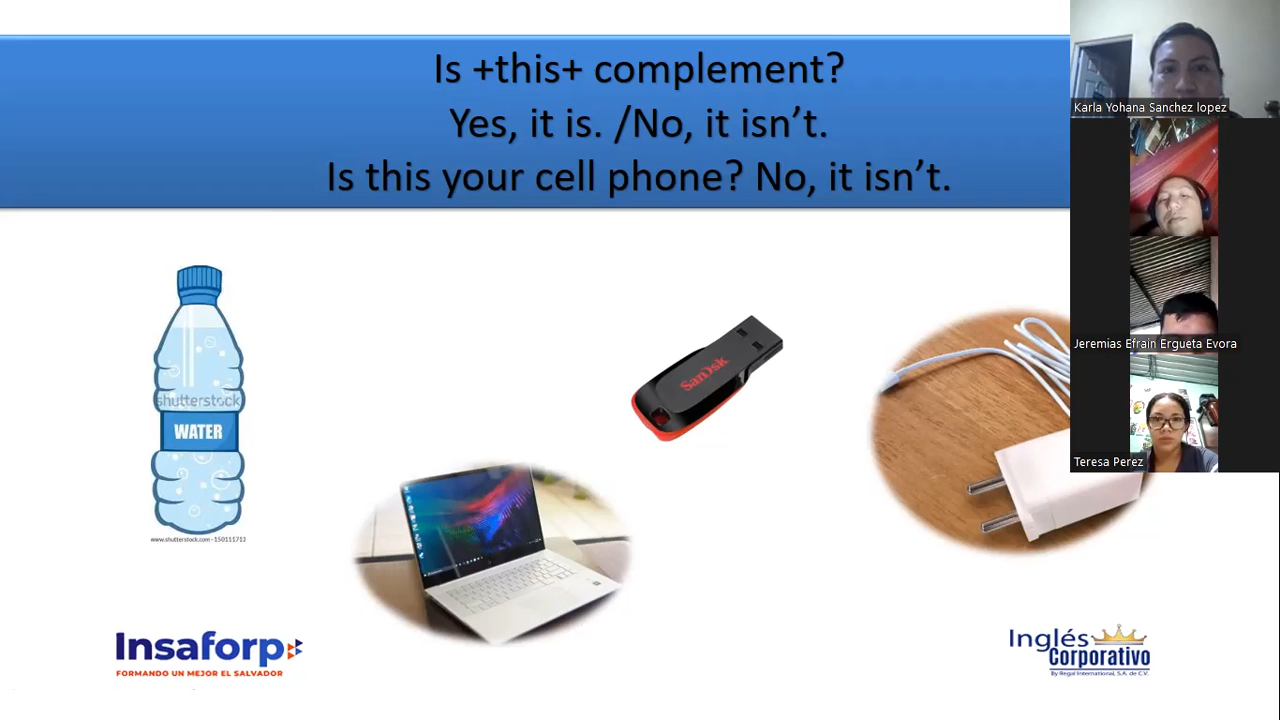 Is +this+ complement?
Yes, it is. /No, it isn’t.
Is this your cell phone? No, it isn’t.
Karla Yohana Sanchez lopez
Jeremias Efrain Ergueta Evora
Teresa Perez
shutterstock
WATER
SanDisk
www.shutterstock.com · 150111713
Insaforp
FORMANDO UN MEJOR EL SALVADOR
Inglés
Corporativo
By Regal International, S.A. de C.V.